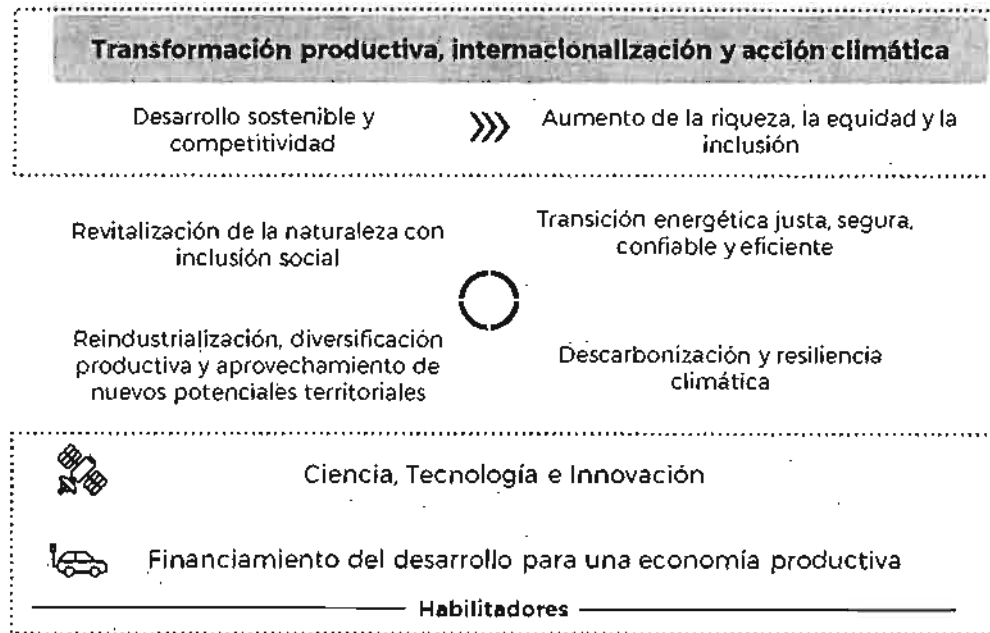 Transformación productiva, internacionalización y acción climática
Desarrollo sostenible y
competitividad
Aumento de la riqueza, la equidad y la
inclusión
Revitalización de la naturaleza con
inclusión social
Transición energética justa, segura,
confiable y eficiente
Reindustrialización, diversificación
productiva y aprovechamiento de
nuevos potenciales territoriales
Descarbonización y resiliencia
climática
Ciencia, Tecnología e Innovación
Financiamiento del desarrollo para una economía productiva
Habilitadores